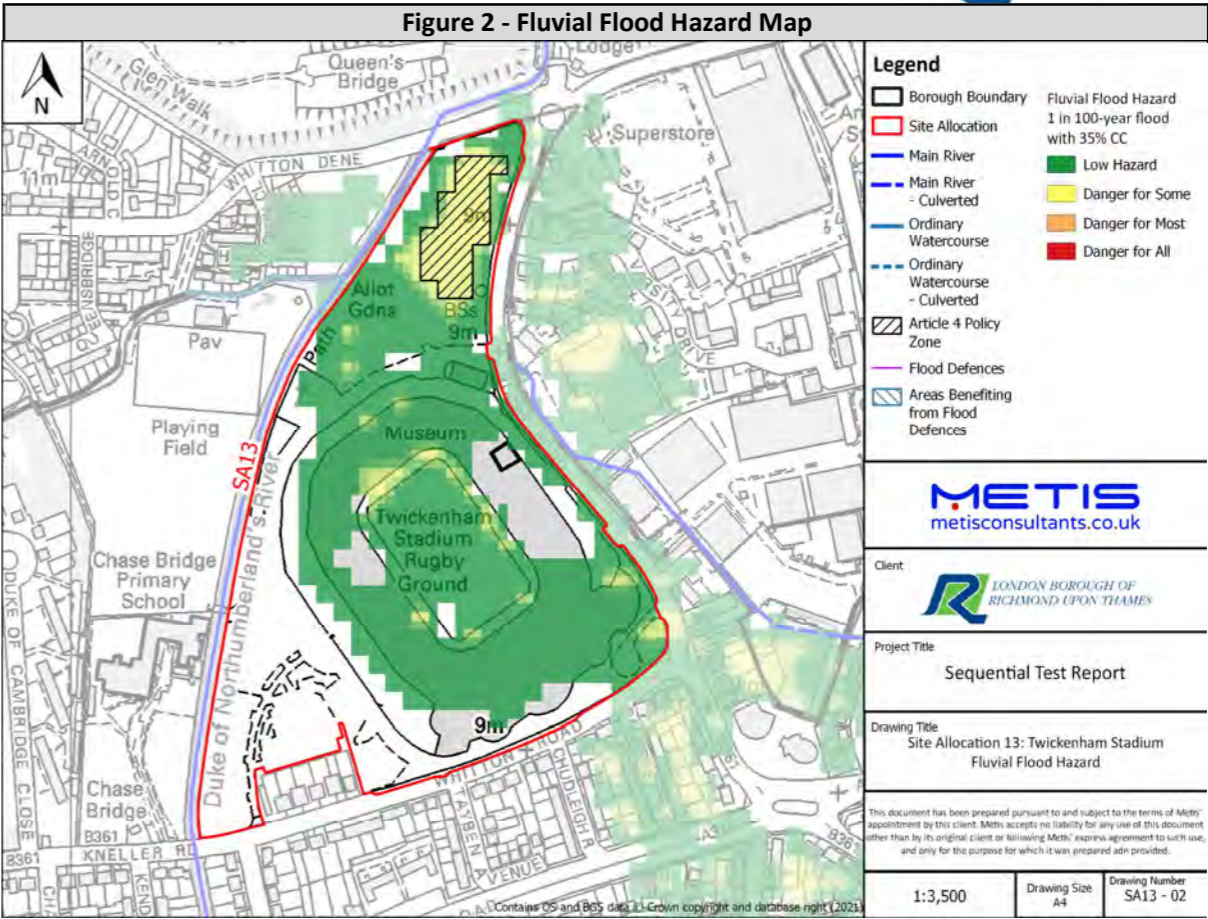 Figure 2 - Fluvial Flood Hazard Map
N
Glen Walk
Queen's
Bridge
Lodge
ARNOLD C
11m
WHITTON DENE
Superstore
9m
Allot
Gdns
BSs
9m
Pav
Path
Playing
Field
SA13
Museum
Twickenham
Stadium
Rugby
Ground
Chase Bridge
Primary
School
Duke of Northumberland's River
DUKE OF CAMBRIDGE CLOSE
9m
WHITTON ROAD
CHUDLEIGH R
Chase
Bridge
B361
B361
KNELLER RD
KEND
AVENUE
B361
Contains OS and BGS data © Crown copyright and database right (2021)
Legend
Borough Boundary
Site Allocation
Main River
Main River
- Culverted
Ordinary
Watercourse
Ordinary
Watercourse
- Culverted
Article 4 Policy
Zone
Flood Defences
Areas Benefiting
from Flood
Defences
Fluvial Flood Hazard
1 in 100-year flood
with 35% CC
Low Hazard
Danger for Some
Danger for Most
Danger for All
METIS
metisconsultants.co.uk
Client
LONDON BOROUGH OF
RICHMOND UPON THAMES
Project Title
Sequential Test Report
Drawing Title
Site Allocation 13: Twickenham Stadium
Fluvial Flood Hazard
This document has been prepared pursuant to and subject to the terms of Metis'
appointment by this client. Metis accepts no liability for any use of this document
other than by its original client or following Metis' express agreement to such use,
and only for the purpose for which it was prepared adn provided.
1:3,500
Drawing Size
A4
Drawing Number
SA13 - 02